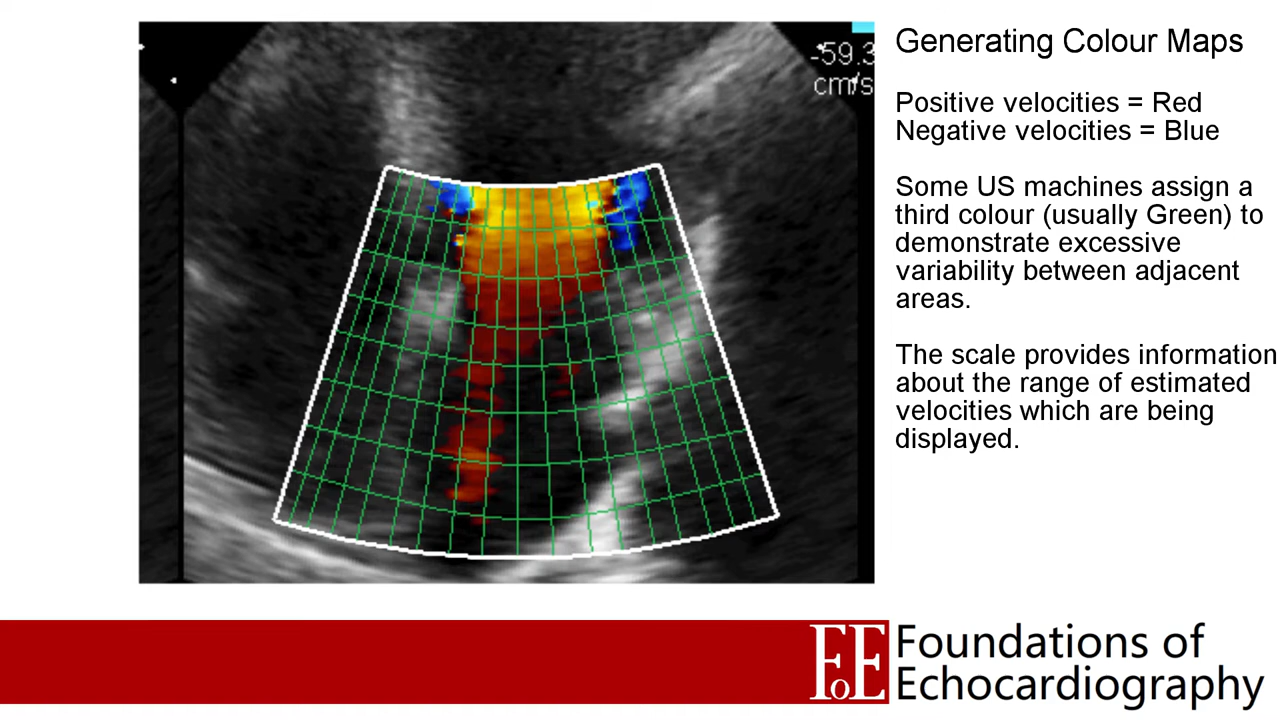 -59.3
cm/s
Generating Colour Maps
Positive velocities = Red
Negative velocities = Blue
Some US machines assign a
third colour (usually Green) to
demonstrate excessive
variability between adjacent
areas.
The scale provides information
about the range of estimated
velocities which are being
displayed.
FoE
Foundations of
Echocardiography